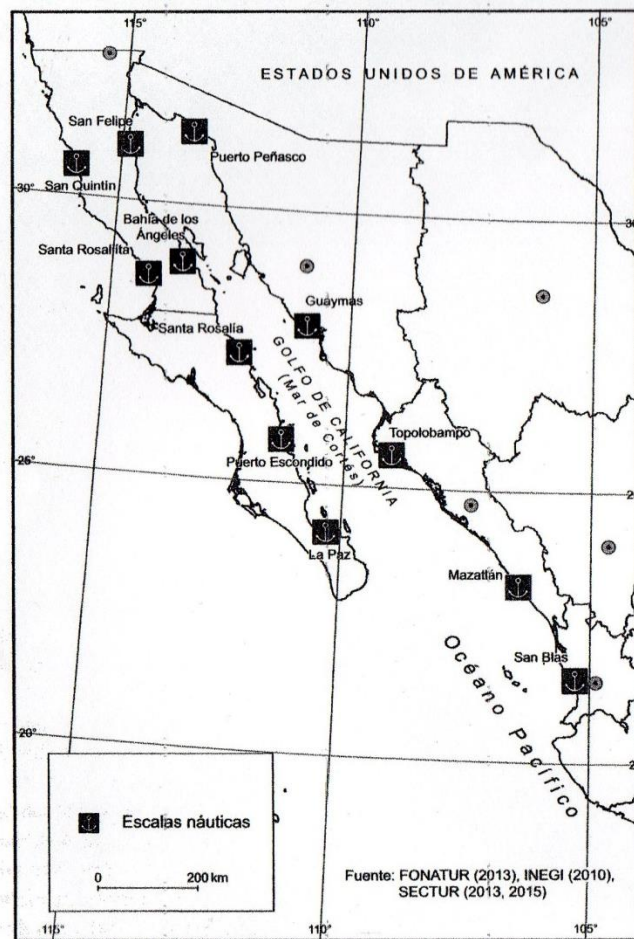 115°
110°
105°
ESTADOS UNIDOS DE AMÉRICA
San Felipe
Puerto Peñasco
San Quintín
30°
30°
Bahía de los
Ángeles
Santa Rosaliíta
Guaymas
Santa Rosalía
GOLFO DE CALIFORNIA
(Mar de Cortés)
Topolobampo
Puerto Escondido
25°
La Paz
Mazatlán
San Blas
Océano Pacífico
20°
Escalas náuticas
0
200 km
Fuente: FONATUR (2013), INEGI (2010),
SECTUR (2013, 2015)
115°
110°
105°